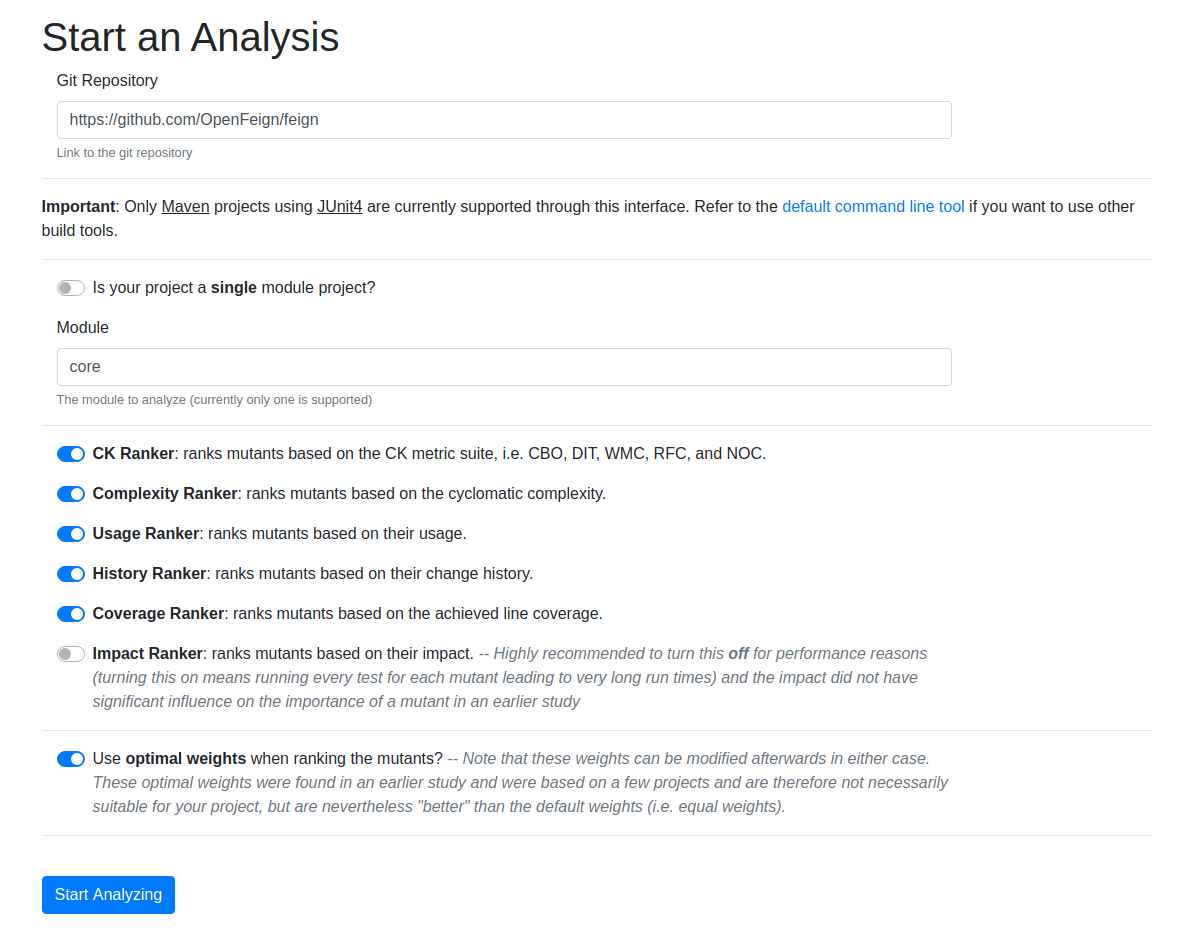 Start an Analysis
Git Repository
https://github.com/OpenFeign/feign
Link to the git repository
Important: Only Maven projects using JUnit4 are currently supported through this interface. Refer to the default command line tool if you want to use other
build tools.
Is your project a single module project?
Module
core
The module to analyze (currently only one is supported)
CK Ranker: ranks mutants based on the CK metric suite, i.e. CBO, DIT, WMC, RFC, and NOC.
Complexity Ranker: ranks mutants based on the cyclomatic complexity.
Usage Ranker: ranks mutants based on their usage.
History Ranker: ranks mutants based on their change history.
Coverage Ranker: ranks mutants based on the achieved line coverage.
Impact Ranker: ranks mutants based on their impact. -- Highly recommended to turn this off for performance reasons
(turning this on means running every test for each mutant leading to very long run times) and the impact did not have
significant influence on the importance of a mutant in an earlier study
Use optimal weights when ranking the mutants? -- Note that these weights can be modified afterwards in either case.
These optimal weights were found in an earlier study and were based on a few projects and are therefore not necessarily
suitable for your project, but are nevertheless "better" than the default weights (i.e. equal weights).
Start Analyzing